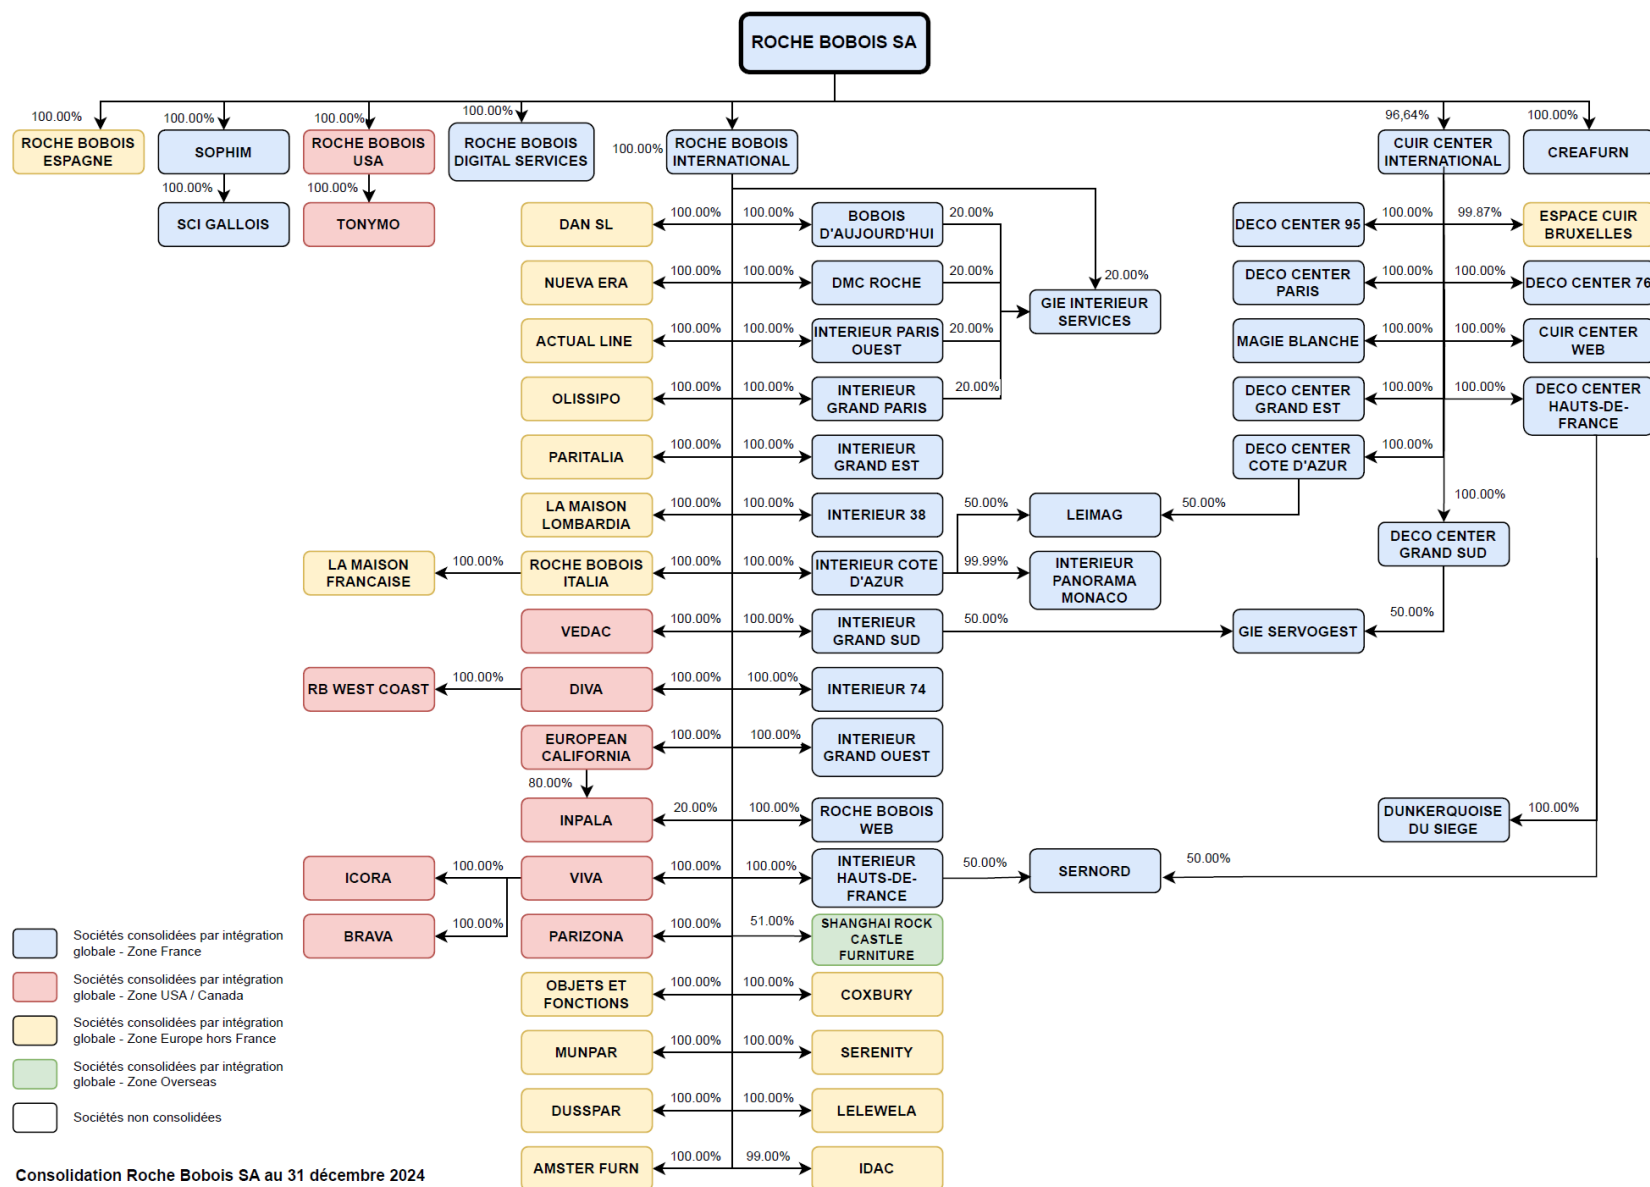 ROCHE BOBOIS SA
100.00%
100.00%
100.00%
100.00%
100.00%
96,64%
100.00%
ROCHE BOBOIS
ESPAGNE
SOPHIM
ROCHE BOBOIS
USA
ROCHE BOBOIS
DIGITAL SERVICES
ROCHE BOBOIS
INTERNATIONAL
CUIR CENTER
INTERNATIONAL
CREAFURN
100.00%
100.00%
SCI GALLOIS
TONYMO
DAN SL
100.00%
100.00%
BOBOIS
D'AUJOURD'HUI
20.00%
DECO CENTER 95
100.00%
99.87%
ESPACE CUIR
BRUXELLES
NUEVA ERA
100.00%
100.00%
DMC ROCHE
20.00%
20.00%
GIE INTERIEUR
SERVICES
DECO CENTER
PARIS
100.00%
100.00%
DECO CENTER 76
ACTUAL LINE
100.00%
100.00%
INTERIEUR PARIS
OUEST
20.00%
MAGIE BLANCHE
100.00%
100.00%
CUIR CENTER
WEB
OLISSIPO
100.00%
100.00%
INTERIEUR
GRAND PARIS
20.00%
DECO CENTER
GRAND EST
100.00%
100.00%
DECO CENTER
HAUTS-DE-
FRANCE
PARITALIA
100.00%
100.00%
INTERIEUR
GRAND EST
DECO CENTER
COTE D'AZUR
100.00%
LA MAISON
LOMBARDIA
100.00%
100.00%
INTERIEUR 38
50.00%
LEIMAG
50.00%
100.00%
DECO CENTER
GRAND SUD
LA MAISON
FRANCAISE
100.00%
ROCHE BOBOIS
ITALIA
100.00%
100.00%
INTERIEUR COTE
D'AZUR
99.99%
INTERIEUR
PANORAMA
MONACO
VEDAC
100.00%
100.00%
INTERIEUR
GRAND SUD
50.00%
GIE SERVOGEST
50.00%
RB WEST COAST
100.00%
DIVA
100.00%
100.00%
INTERIEUR 74
EUROPEAN
CALIFORNIA
100.00%
100.00%
INTERIEUR
GRAND OUEST
80.00%
INPALA
20.00%
100.00%
ROCHE BOBOIS
WEB
DUNKERQUOISE
DU SIEGE
100.00%
ICORA
100.00%
VIVA
100.00%
100.00%
INTERIEUR
HAUTS-DE-
FRANCE
50.00%
SERNORD
50.00%
BRAVA
100.00%
PARIZONA
100.00%
51.00%
SHANGHAI ROCK
CASTLE
FURNITURE
OBJETS ET
FONCTIONS
100.00%
100.00%
COXBURY
MUNPAR
100.00%
100.00%
SERENITY
DUSSPAR
100.00%
100.00%
LELEWELA
AMSTER FURN
100.00%
99.00%
IDAC
Sociétés consolidées par intégration
globale - Zone France
Sociétés consolidées par intégration
globale - Zone USA / Canada
Sociétés consolidées par intégration
globale - Zone Europe hors France
Sociétés consolidées par intégration
globale - Zone Overseas
Sociétés non consolidées
Consolidation Roche Bobois SA au 31 décembre 2024